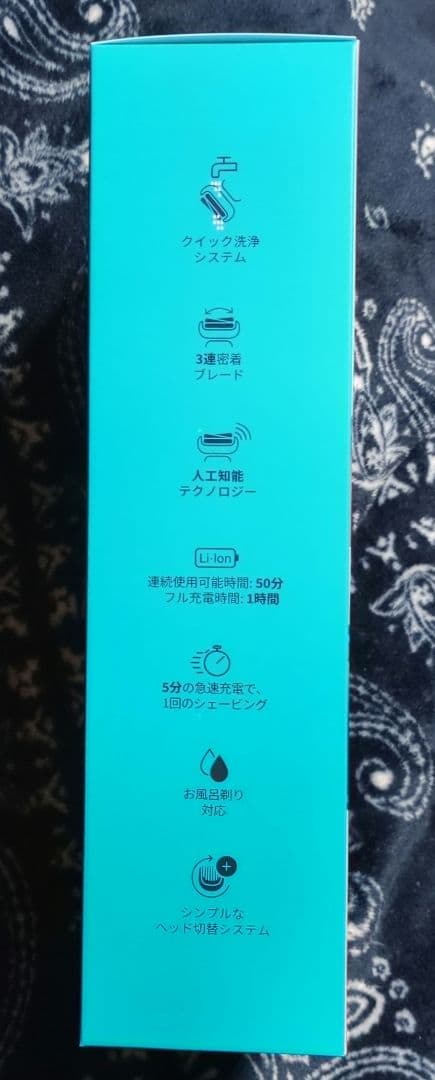 クイック洗浄
システム
3連密着
ブレード
人工知能
テクノロジー
Li-Ion
連続使用可能時間: 50分
フル充電時間: 1時間
5分の急速充電で、
1回のシェービング
お風呂剃り
対応
シンプルな
ヘッド切替システム